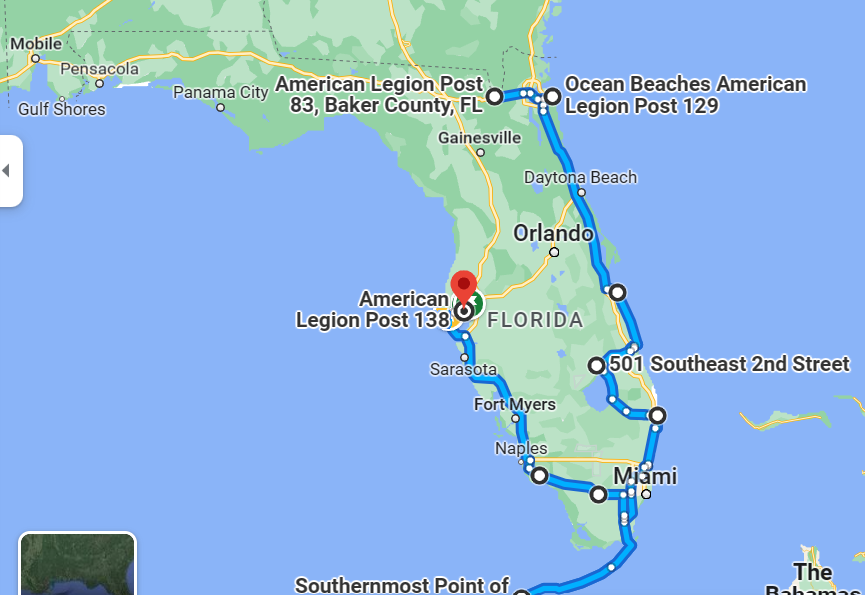 Mobile
Pensacola
Gulf Shores
Panama City
American Legion Post
83, Baker County, FL
Ocean Beaches American
Legion Post 129
Gainesville
Daytona Beach
Orlando
American
Legion Post 138
FLORIDA
Sarasota
501 Southeast 2nd Street
Fort Myers
Naples
Miami
Southernmost Point of
The
Bahamas